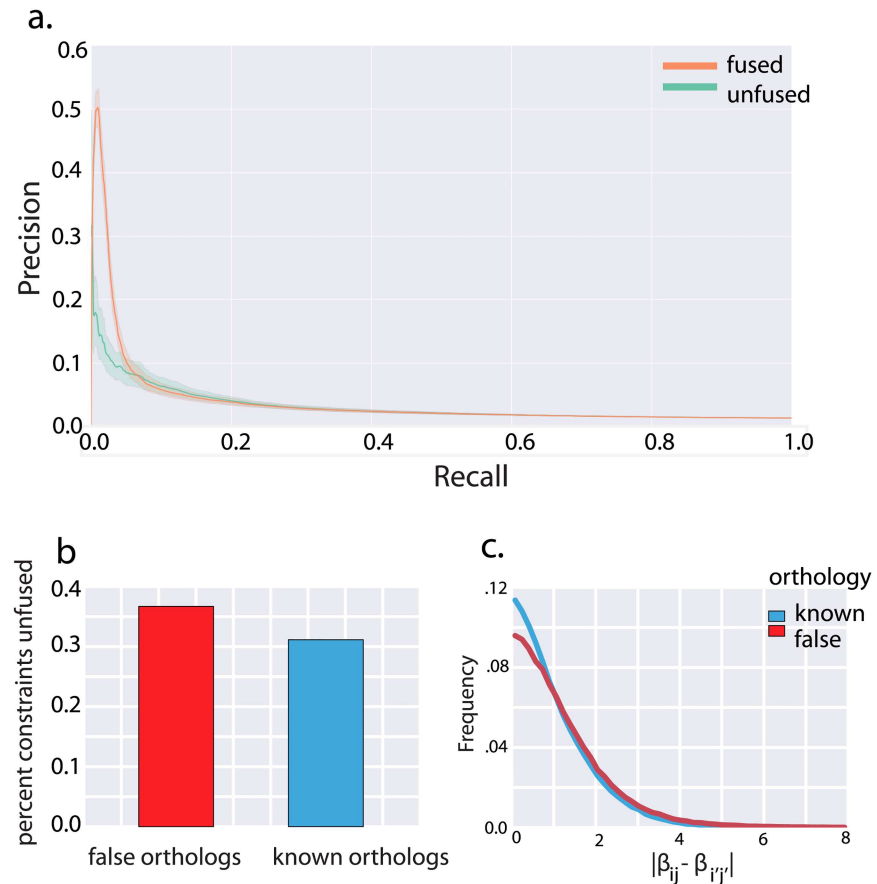 a.
0.6
0.5
0.4
0.3
0.2
0.1
0.0
Precision
fused
unfused
0.0 0.2 0.4 0.6 0.8 1.0
Recall
b
percent constraints unfused
0.4
0.3
0.2
0.1
0.0
false orthologs known orthologs
c.
orthology
known
false
Frequency
.12
.08
.04
0.0
0 2 4 6 8
|βij - βi'j'|